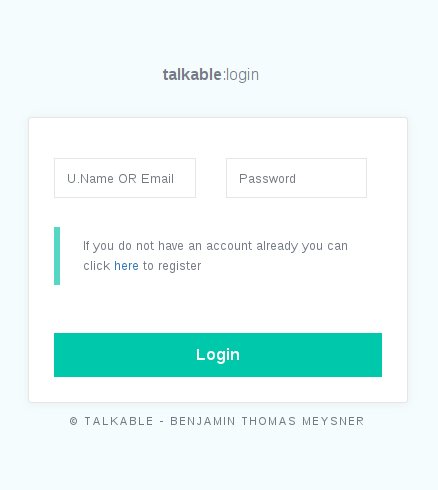 talkable:login
U.Name OR Email
Password
If you do not have an account already you can
click here to register
Login
© TALKABLE - BENJAMIN THOMAS MEYSNER